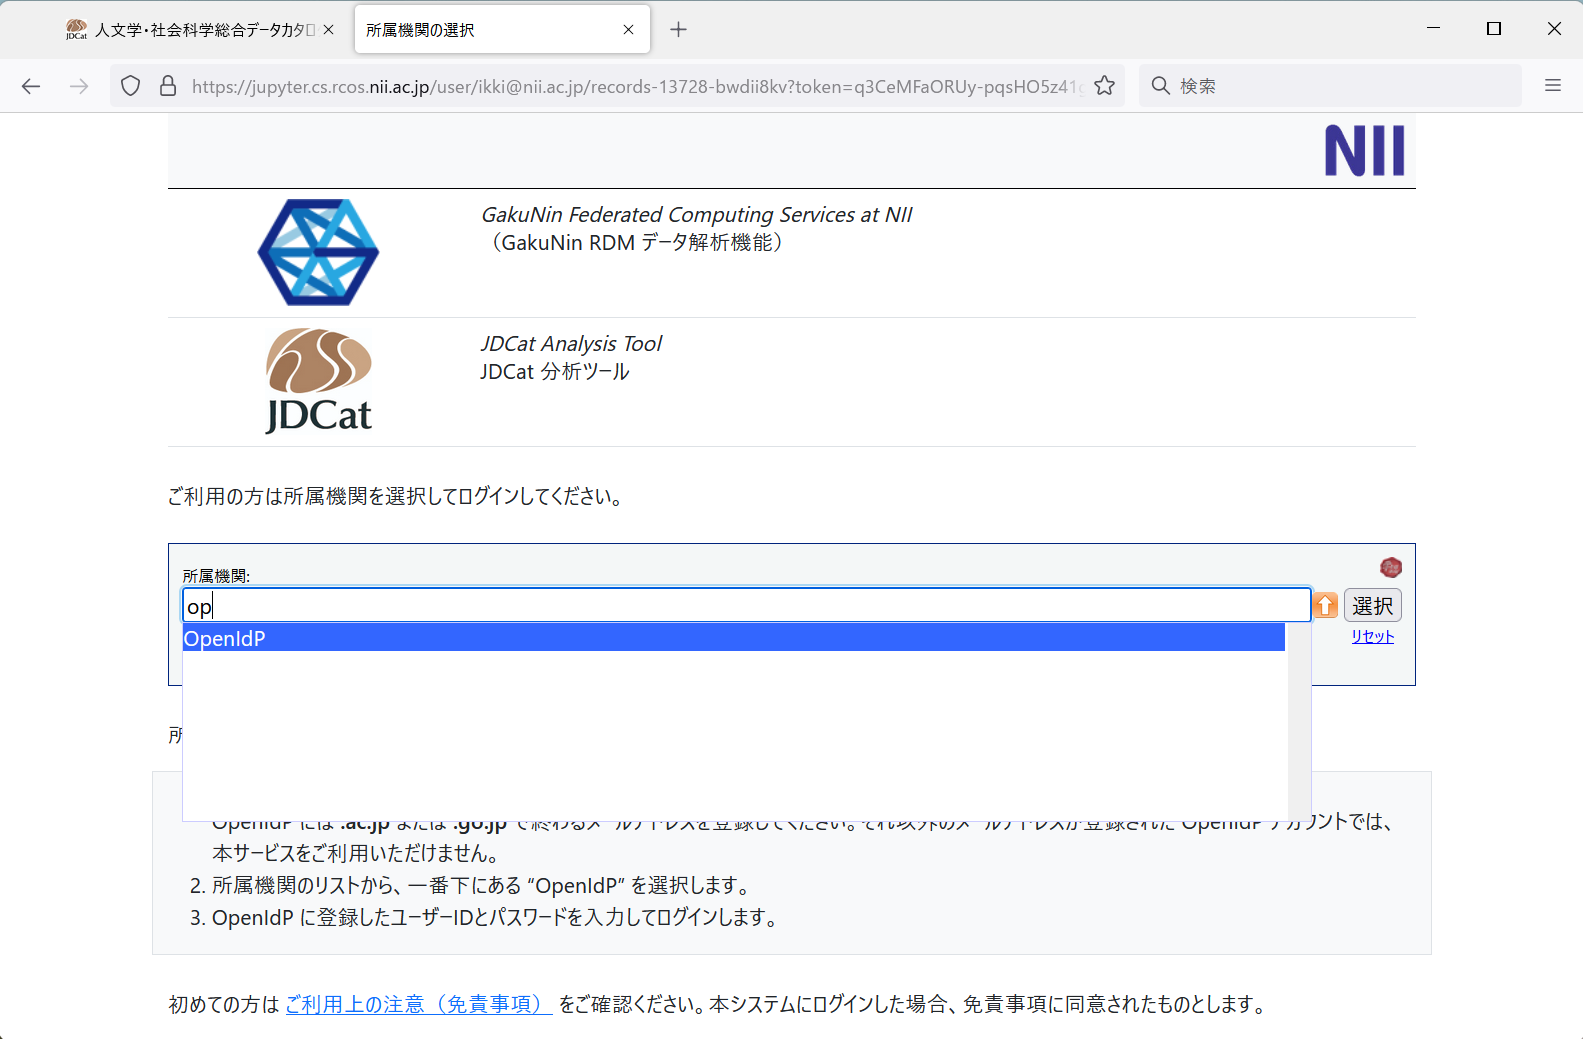 JDCat 人文学・社会科学総合データカタロ
所属機関の選択
https://jupyter.cs.rcos.nii.ac.jp/user/ikki@nii.ac.jp/records-13728-bwdii8kv?token=q3CeMFaORUy-pqsHO5z41g
検索
NII
GakuNin Federated Computing Services at NII
（GakuNin RDM データ解析機能）
JDCat
JDCat Analysis Tool
JDCat 分析ツール
ご利用の方は所属機関を選択してログインしてください。
所属機関:
op
選択
OpenIdP
リセット
所
OpenIdP には .ac.jp または .go.jp で終わるメールアドレスを登録してください。それ以外のメールアドレスが登録された OpenIdP アカウントでは、
本サービスをご利用いただけません。
2. 所属機関のリストから、一番下にある “OpenIdP” を選択します。
3. OpenIdP に登録したユーザーIDとパスワードを入力してログインします。
初めての方は ご利用上の注意（免責事項） をご確認ください。本システムにログインした場合、免責事項に同意されたものとします。